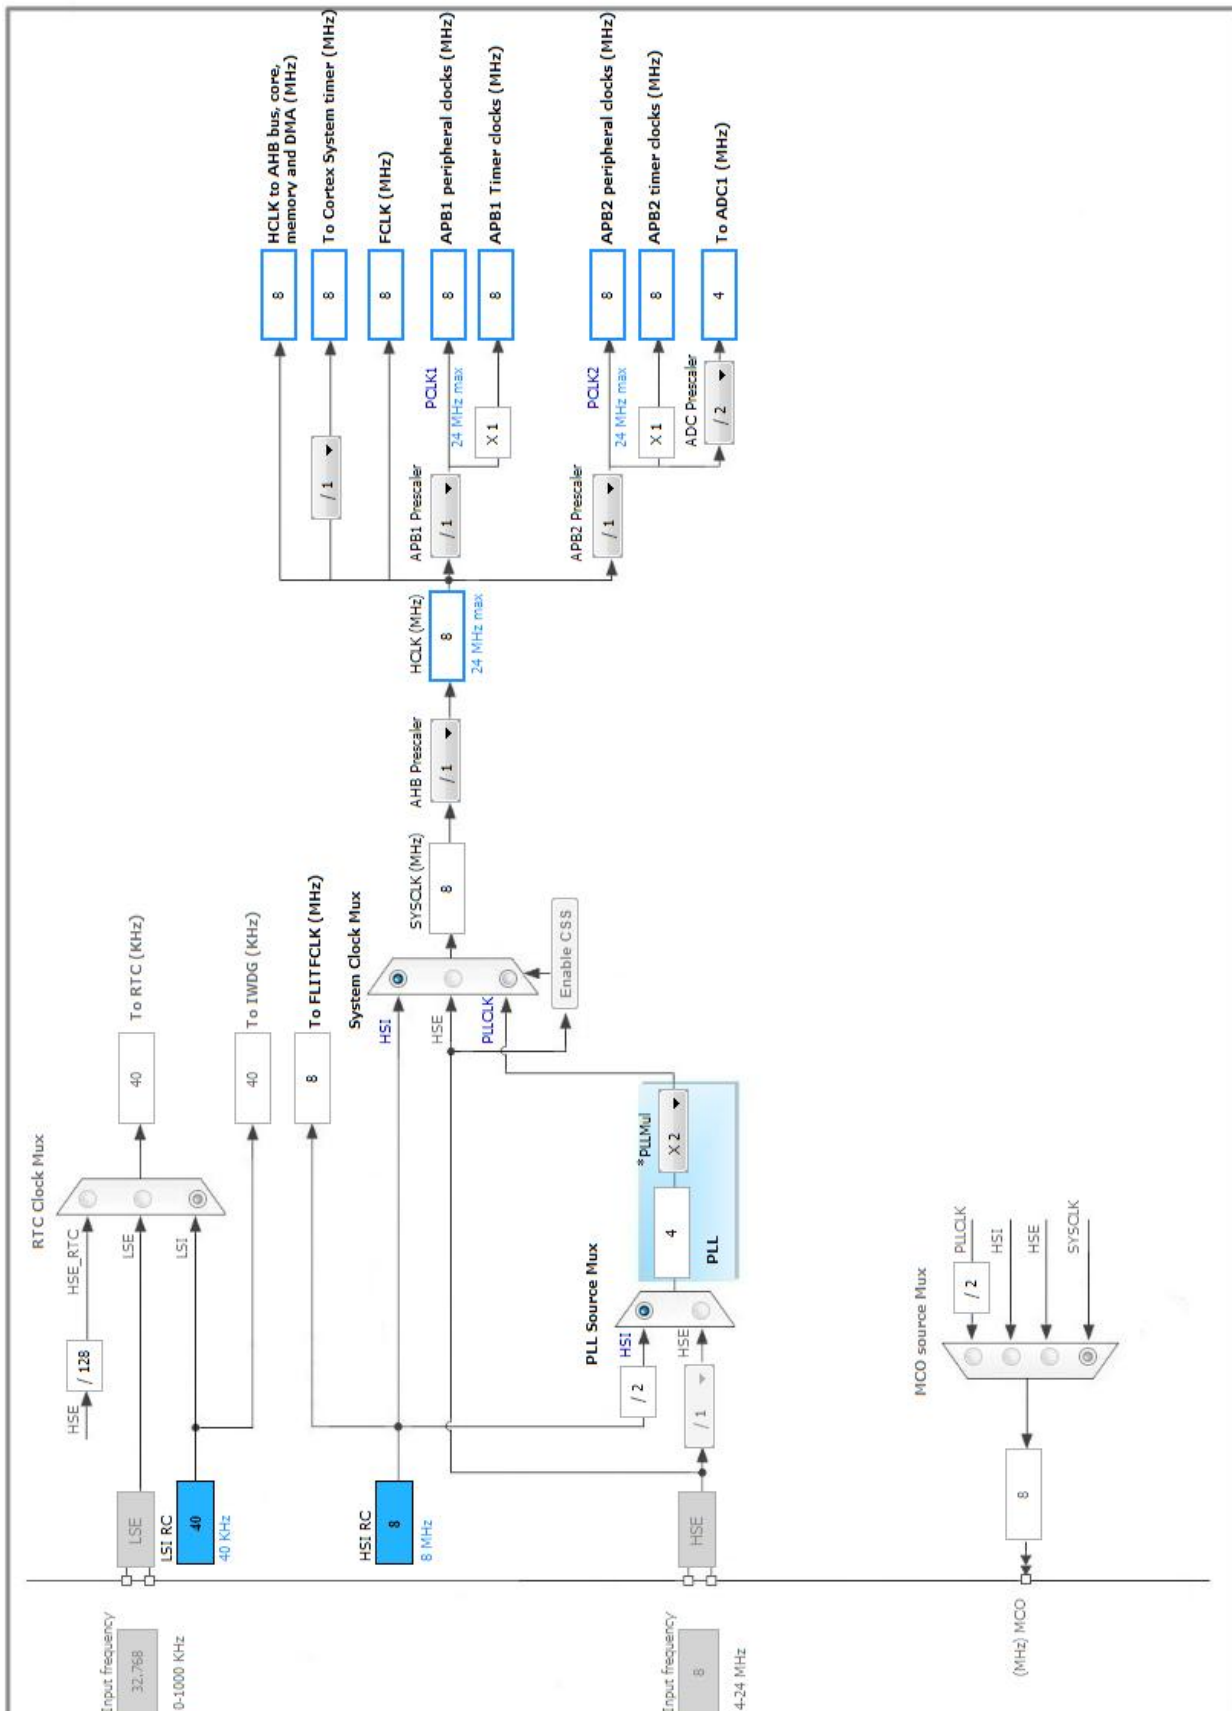 RTC Clock Mux
HSE
/ 128
HSE_RTC
Input frequency
32.768
0-1000 KHz
LSE
LSE
40
To RTC (KHz)
LSI RC
40
40 KHz
LSI
40
To IWDG (KHz)
8
To FLITFCLK (MHz)
HSI RC
8
8 MHz
System Clock Mux
HSI
HSE
PLLCLK
Enable CSS
SYSCLK (MHz)
8
AHB Prescaler
/ 1
HCLK (MHz)
8
24 MHz max
8
HCLK to AHB bus, core,
memory and DMA (MHz)
/ 1
8
To Cortex System timer (MHz)
8
FCLK (MHz)
APB1 Prescaler
/ 1
PCLK1
24 MHz max
8
APB1 peripheral clocks (MHz)
X 1
8
APB1 Timer clocks (MHz)
APB2 Prescaler
/ 1
PCLK2
24 MHz max
8
APB2 peripheral clocks (MHz)
X 1
8
APB2 timer clocks (MHz)
ADC Prescaler
/ 2
4
To ADC1 (MHz)
PLL Source Mux
/ 2
HSI
Input frequency
8
4-24 MHz
HSE
/ 1
HSE
4
*PLLMul
X 2
PLL
MCO source Mux
(MHz) MCO
8
/ 2
PLLCLK
HSI
HSE
SYSCLK